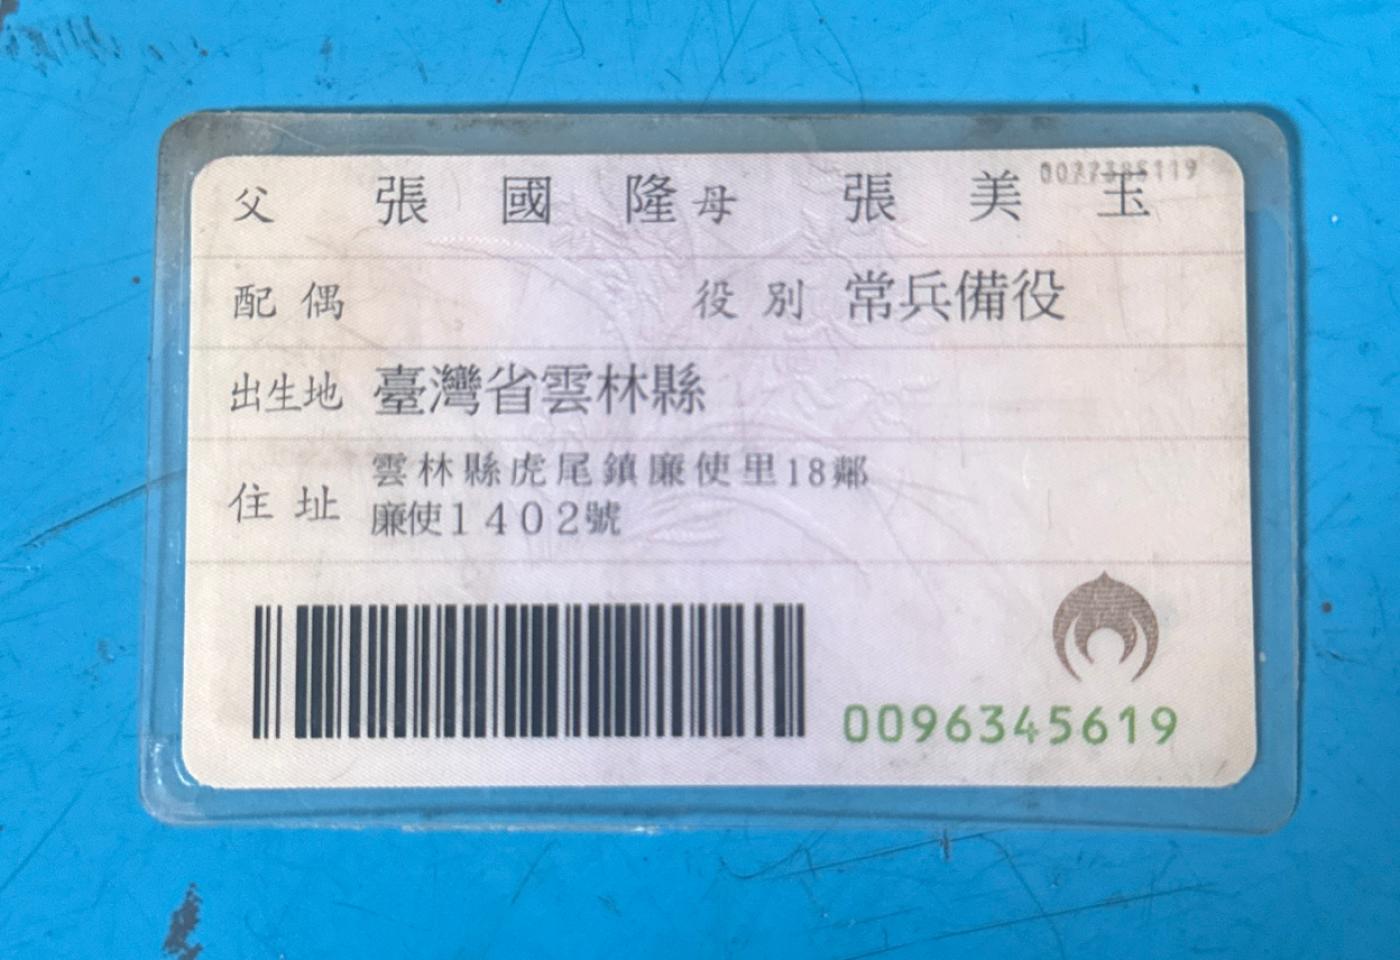 父 張國隆 母 張美玉 0077385119
配偶 役別 常兵備役
出生地 臺灣省雲林縣
住址 雲林縣虎尾鎮廉使里18鄰
廉使1402號
0096345619